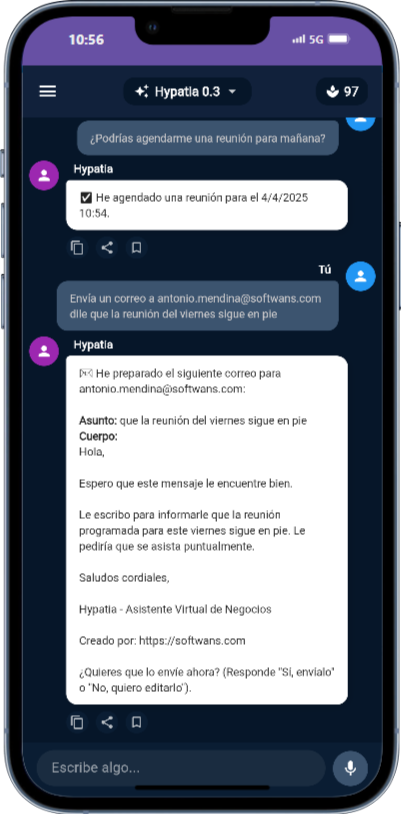 10:56
5G
Hypatia 0.3
97
¿Podrías agendarme una reunión para mañana?
Hypatia
☑ He agendado una reunión para el 4/4/2025
10:54.
Tú
Envía un correo a antonio.mendina@softwans.com
dile que la reunión del viernes sigue en pie
Hypatia
✉ He preparado el siguiente correo para
antonio.mendina@softwans.com:
Asunto: que la reunión del viernes sigue en pie
Cuerpo:
Hola,
Espero que este mensaje le encuentre bien.
Le escribo para informarle que la reunión
programada para este viernes sigue en pie. Le
pediría que se asista puntualmente.
Saludos cordiales,
Hypatia - Asistente Virtual de Negocios
Creado por: https://softwans.com
¿Quieres que lo envíe ahora? (Responde "Sí, envíalo"
o "No, quiero editarlo").
Escribe algo...